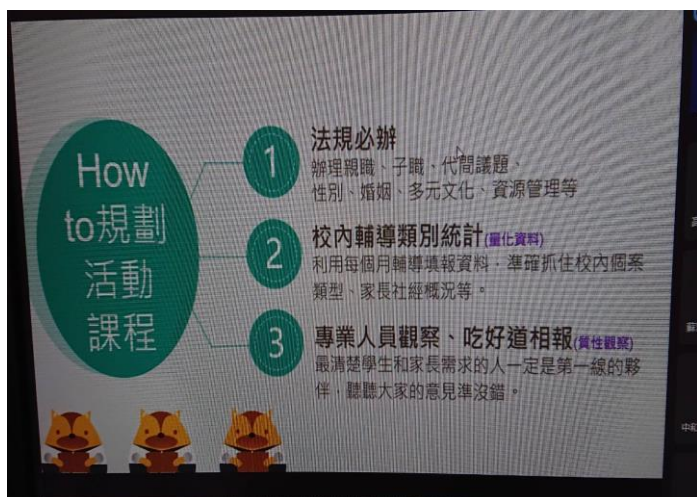 How
to規劃
活動
課程
1
法規必辦
辦理親職、子職、代間議題、
性別、婚姻、多元文化、資源管理等
2
校內輔導類別統計(量化資料)
利用每個月輔導填報資料，準確抓住校內個案
類型、家長社經概況等。
3
專業人員觀察、吃好道相報(質性觀察)
最清楚學生和家長需求的人一定是第一線的夥
伴，聽聽大家的意見準沒錯。
中和